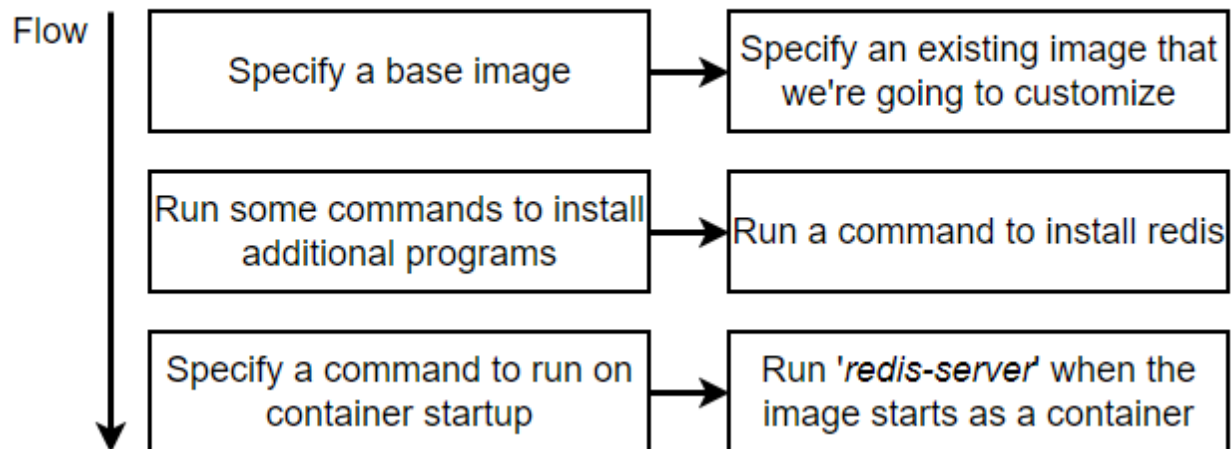 Flow
Specify a base image
Specify an existing image that
we're going to customize
Run some commands to install
additional programs
Run a command to install redis
Specify a command to run on
container startup
Run 'redis-server' when the
image starts as a container